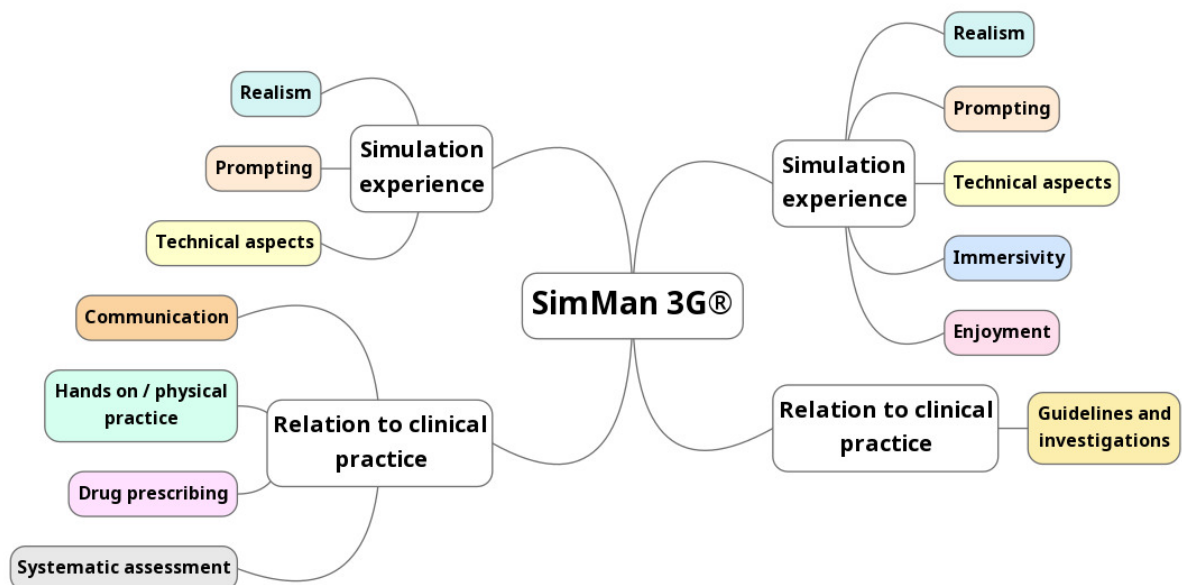 SimMan 3G®
Simulation
experience
Realism
Prompting
Technical aspects
Relation to clinical
practice
Communication
Hands on / physical
practice
Drug prescribing
Systematic assessment
Simulation
experience
Realism
Prompting
Technical aspects
Immersivity
Enjoyment
Relation to clinical
practice
Guidelines and
investigations